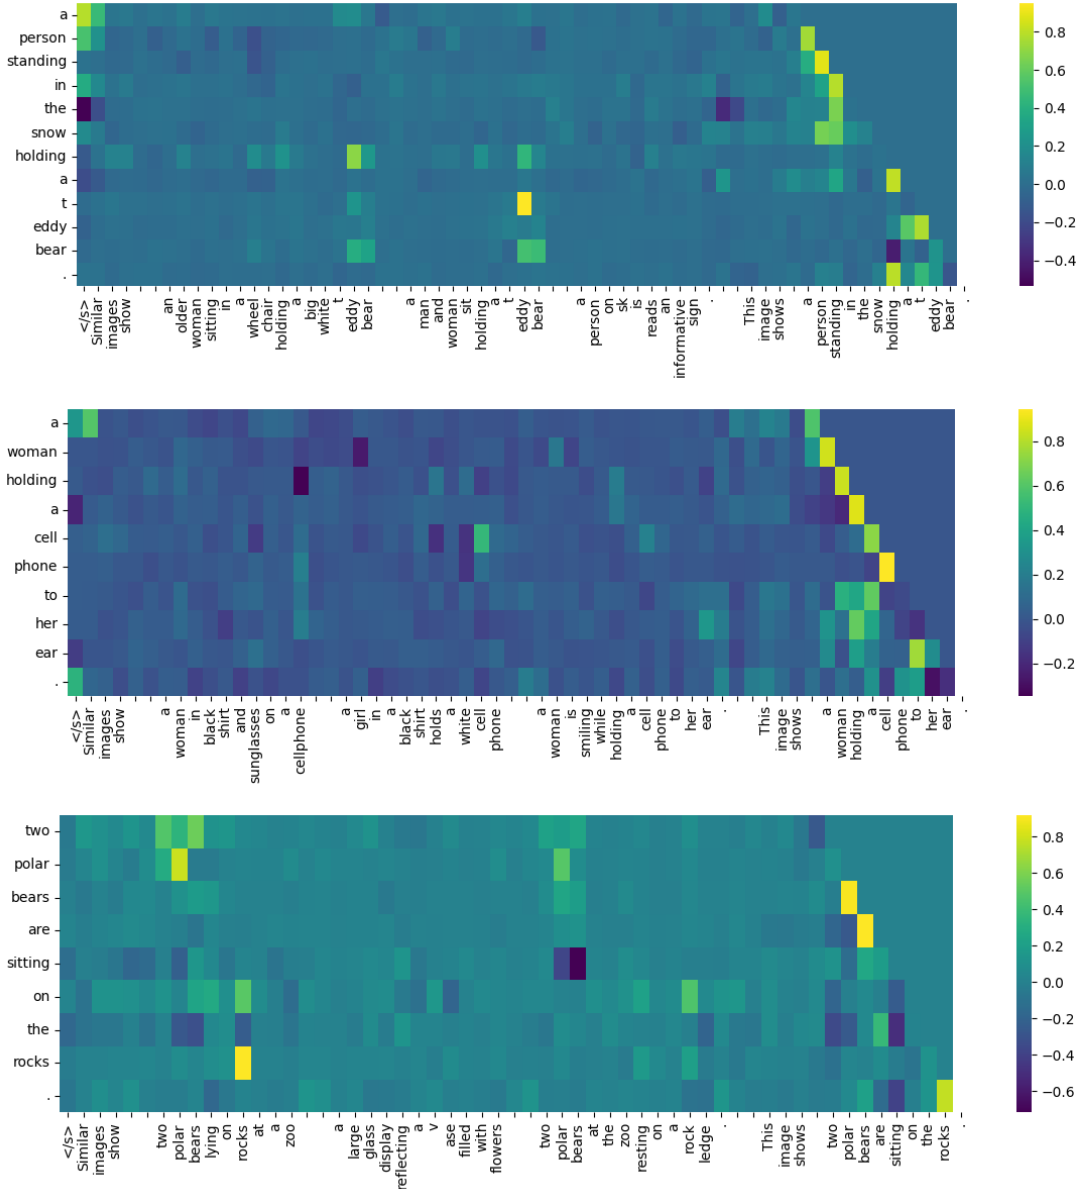 a
person
standing
in
the
snow
holding
a
t
eddy
bear
.
0.8
0.6
0.4
0.2
0.0
−0.2
−0.4
</s> Similar images show an older woman sitting in a wheel chair holding a big white t eddy bear a man and woman sit holding a t eddy bear a person on sk is reads an informative sign . This image shows a person standing in the snow holding a t eddy bear .
a
woman
holding
a
cell
phone
to
her
ear
.
0.8
0.6
0.4
0.2
0.0
−0.2
</s> Similar images show a woman in black shirt and sunglasses on a cellphone a girl in a black shirt holds a white cell phone a woman is smiling while holding a cell phone to her ear . This image shows a woman holding a cell phone to her ear .
two
polar
bears
are
sitting
on
the
rocks
.
0.8
0.6
0.4
0.2
0.0
−0.2
−0.4
−0.6
</s> Similar images show two polar bears lying on rocks at a zoo a large glass display reflecting a v ase filled with flowers two polar bears at the zoo resting on a rock ledge . This image shows two polar bears are sitting on the rocks .